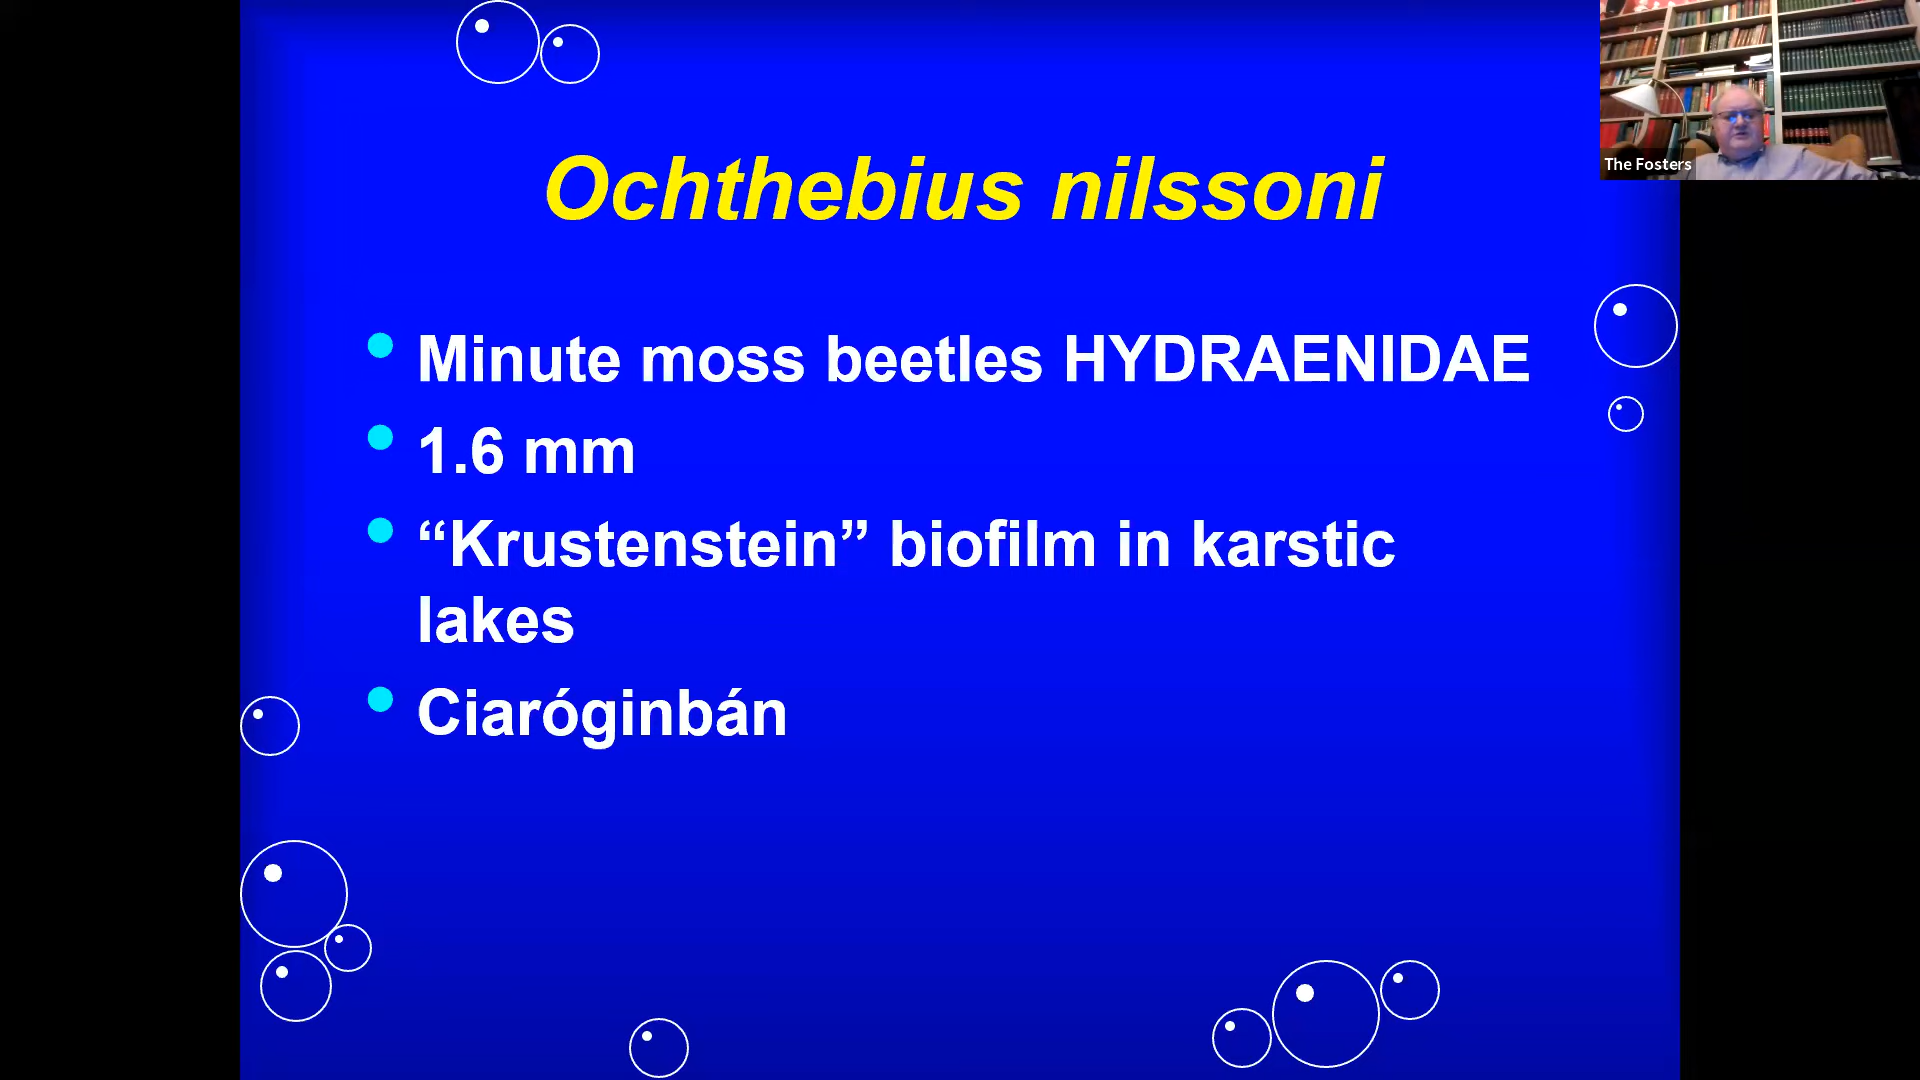 The Fosters
Ochthebius nilssoni
Minute moss beetles HYDRAENIDAE
1.6 mm
“Krustenstein” biofilm in karstic
lakes
Ciaróginbán